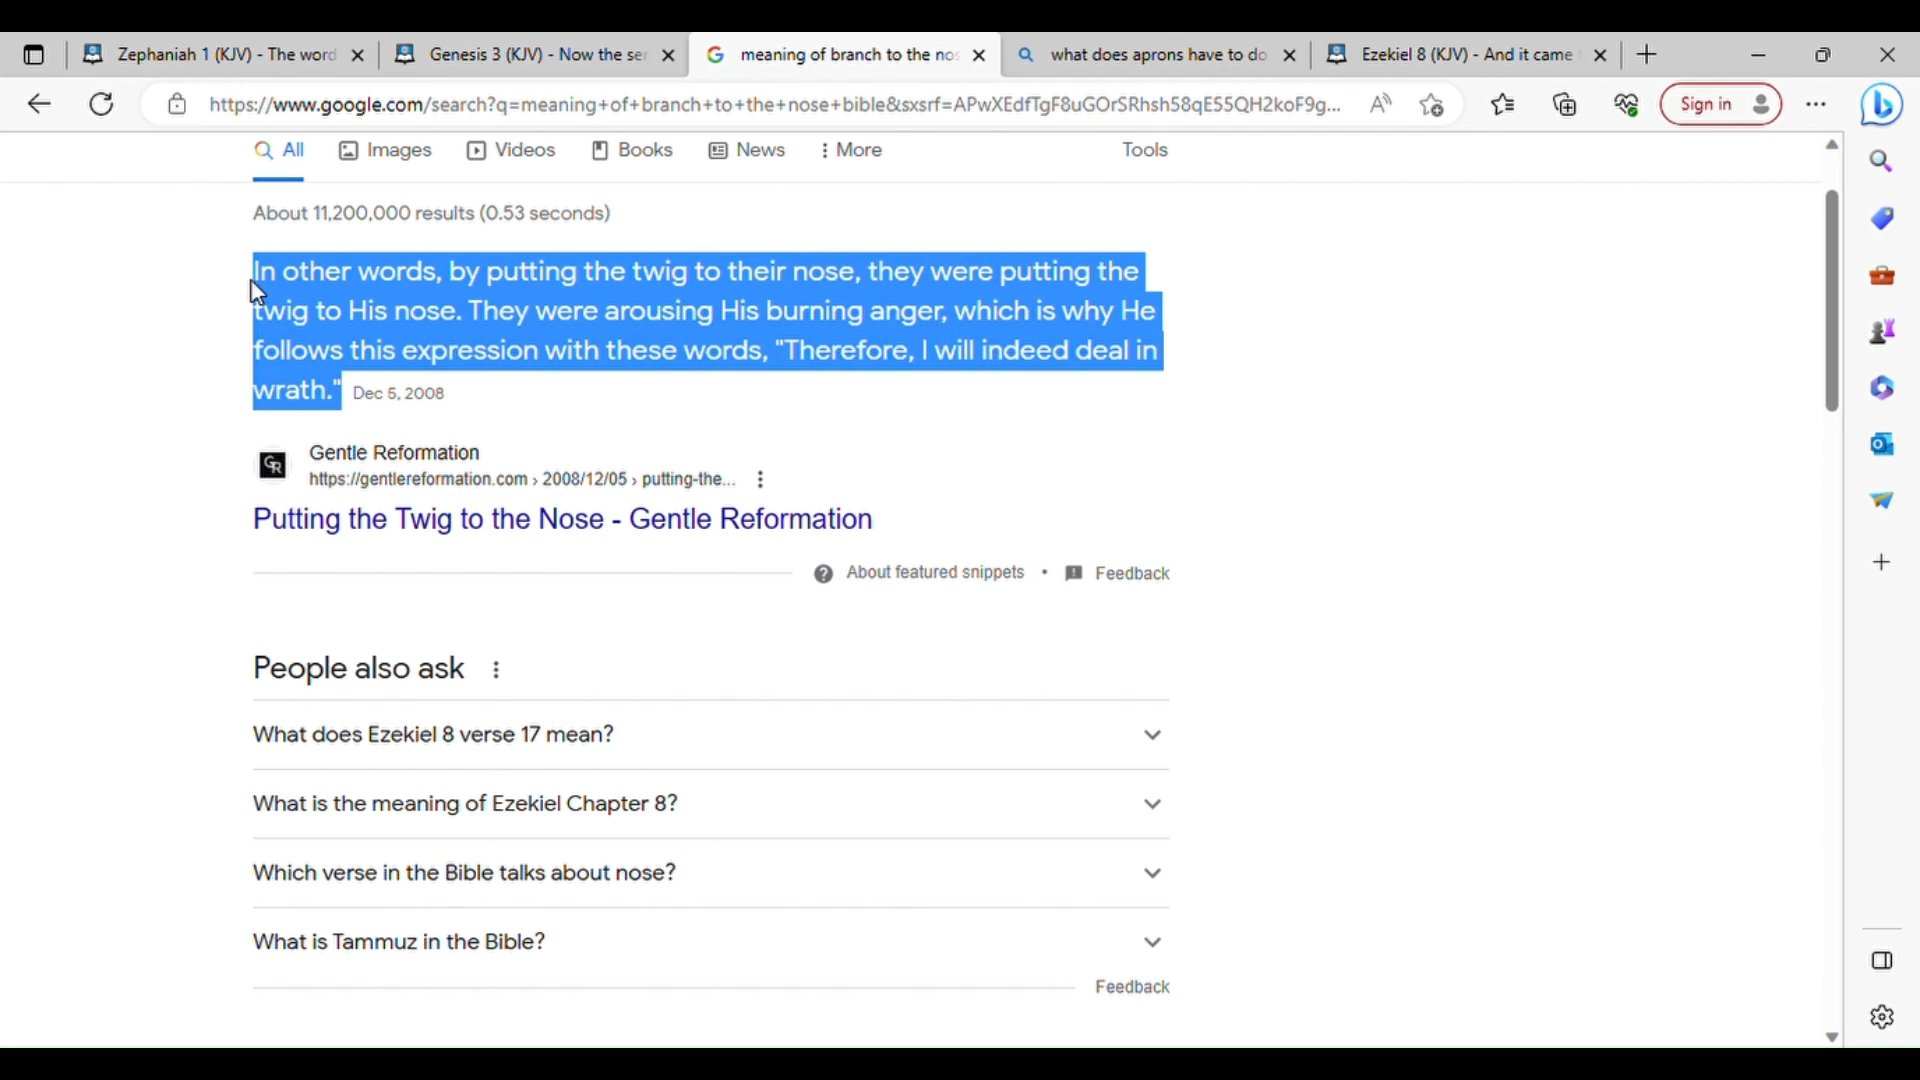 Zephaniah 1 (KJV) - The word
Genesis 3 (KJV) - Now the ser
meaning of branch to the nos
what does aprons have to do
Ezekiel 8 (KJV) - And it came
https://www.google.com/search?q=meaning+of+branch+to+the+nose+bible&sxsrf=APwXEdfTgF8uGOrSRhsh58qE55QH2koF9g...
Sign in
All
Images
Videos
Books
News
More
Tools
About 11,200,000 results (0.53 seconds)
In other words, by putting the twig to their nose, they were putting the
twig to His nose. They were arousing His burning anger, which is why He
follows this expression with these words, "Therefore, I will indeed deal in
wrath." Dec 5, 2008
Gentle Reformation
https://gentlereformation.com › 2008/12/05 › putting-the...
Putting the Twig to the Nose - Gentle Reformation
About featured snippets • Feedback
People also ask
What does Ezekiel 8 verse 17 mean?
What is the meaning of Ezekiel Chapter 8?
Which verse in the Bible talks about nose?
What is Tammuz in the Bible?
Feedback